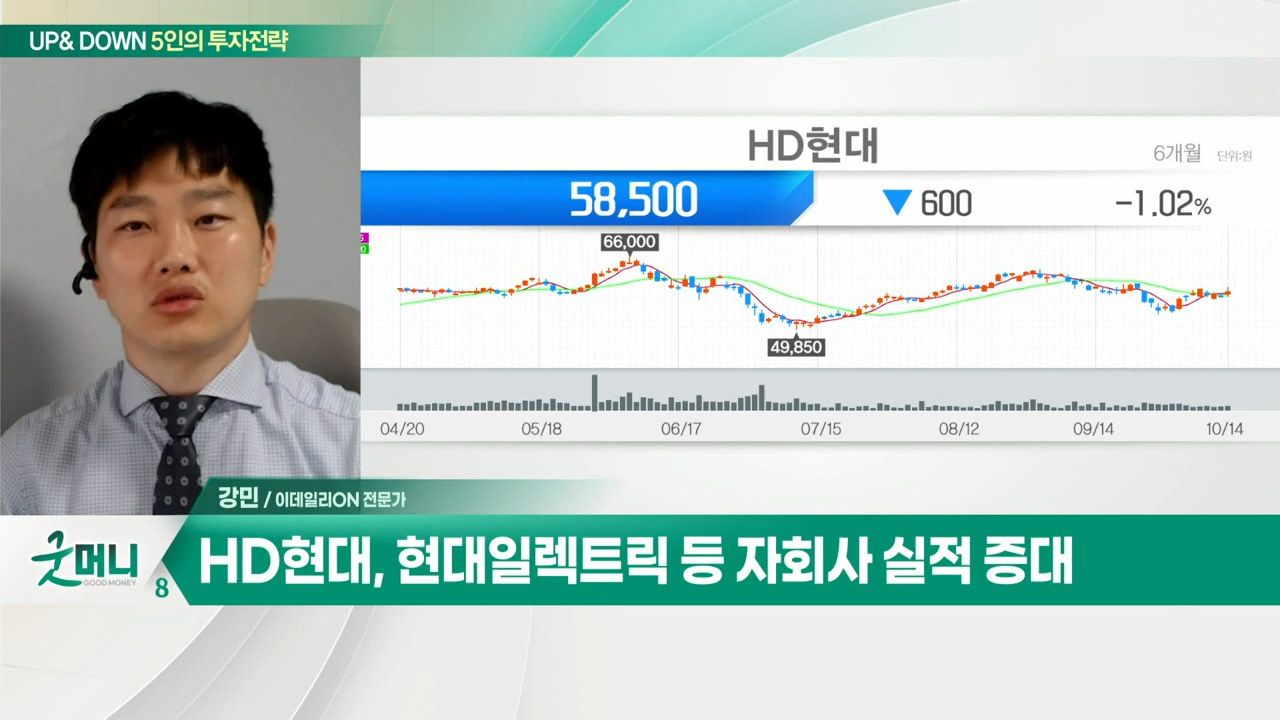 UP& DOWN 5인의 투자전략
HD현대
6개월 단위:원
58,500 ▼ 600 -1.02%
66,000
49,850
04/20 05/18 06/17 07/15 08/12 09/14 10/14
강민 / 이데일리ON 전문가
굿머니
GOOD MONEY
8
HD현대, 현대일렉트릭 등 자회사 실적 증대